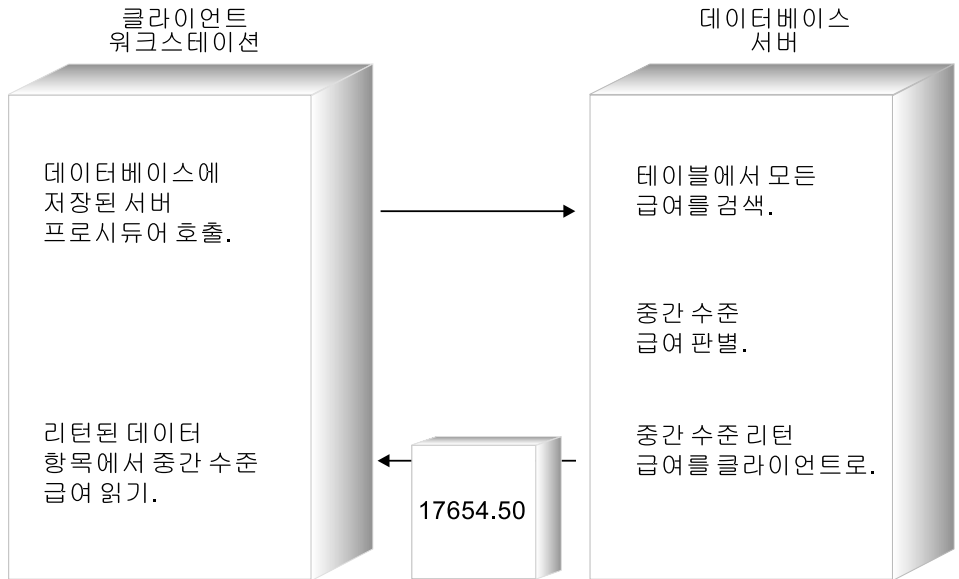 클라이언트
워크스테이션
데이터베이스
서버
데이터베이스에
저장된 서버
프로시듀어 호출.
테이블에서 모든
급여를 검색.
중간 수준
급여 판별.
리턴된 데이터
항목에서 중간 수준
급여 읽기.
17654.50
중간 수준 리턴
급여를 클라이언트로.